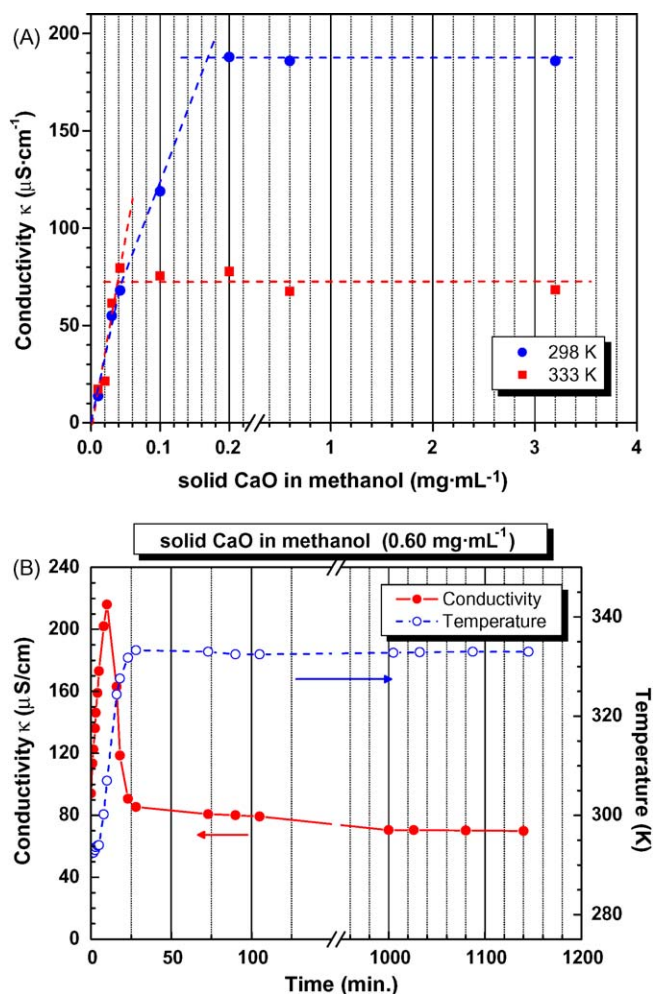 (A)
200
150
100
50
0
Conductivity κ (μS·cm⁻¹)
298 K
333 K
0.0 0.1 0.2 1 2 3 4
solid CaO in methanol (mg·mL⁻¹)
solid CaO in methanol (0.60 mg·mL⁻¹)
(B)
240
200
160
120
80
40
0
Conductivity κ (μ S/cm)
Conductivity
Temperature
340
320
300
280
274
Temperature (K)
0 50 100 1000 1100 1200
Time (min.)